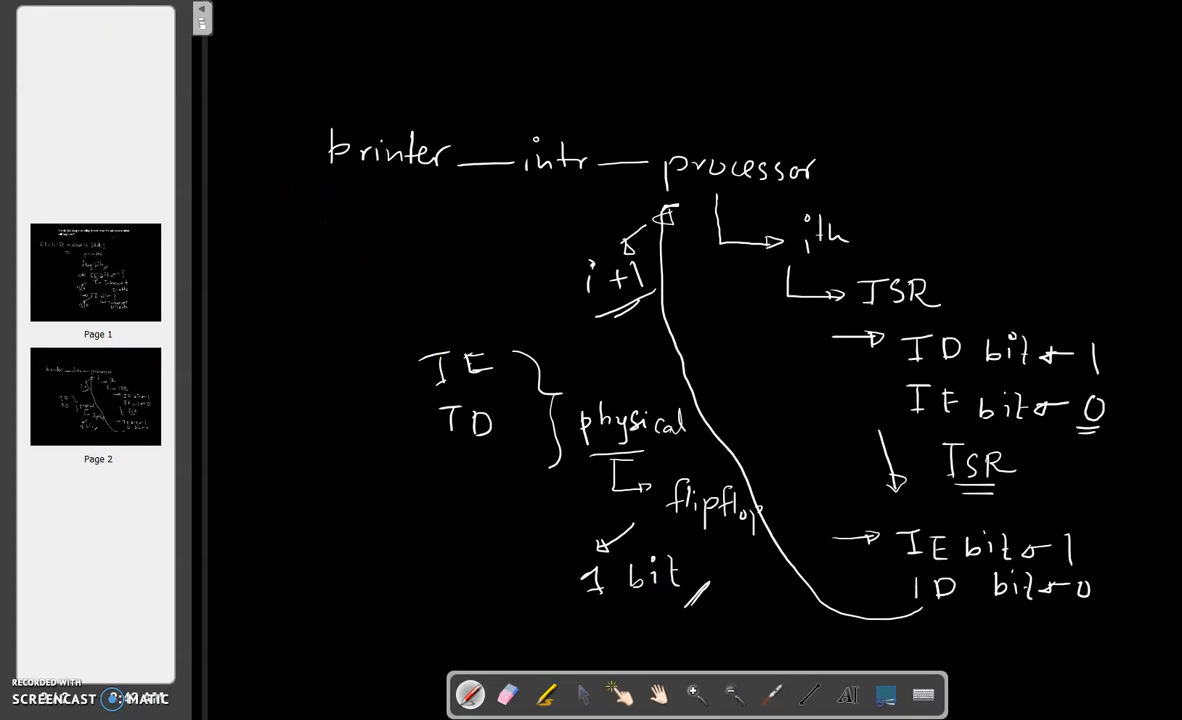 printer — intr — processor
ith
i+1
ISR
ID bit ← 1
IE
IE bit ← 0
ID
physical
ISR
flipflop
IE bit ← 1
1 bit
ID bit ← 0
Page 1
Page 2
RECORDED WITH
SCREENCAST MATIC